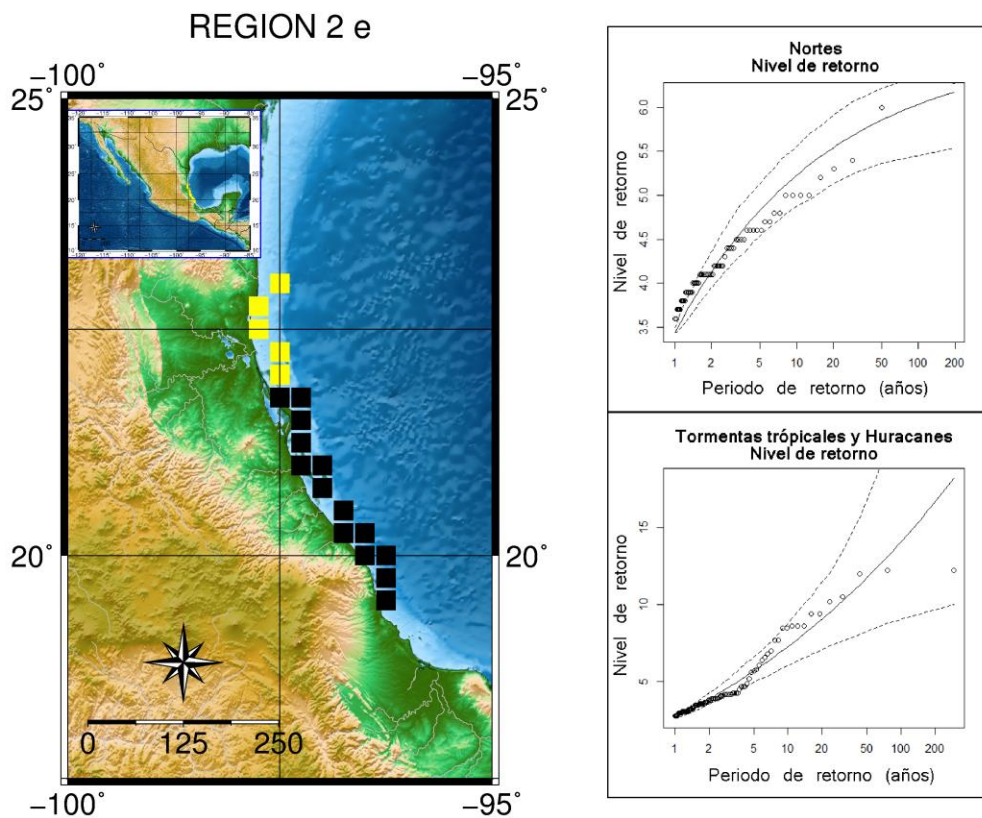 REGION 2 e
−100˚ −95˚
25˚ 25˚
20˚ 20˚
0 125 250
−100˚ −95˚
Nortes
Nivel de retorno
Nivel de retorno
3.5 4.0 4.5 5.0 5.5 6.0
1 2 5 10 20 50 100 200
Periodo de retorno (años)
Tormentas trópicales y Huracanes
Nivel de retorno
Nivel de retorno
5 10 15
1 2 5 10 20 50 100 200
Periodo de retorno (años)